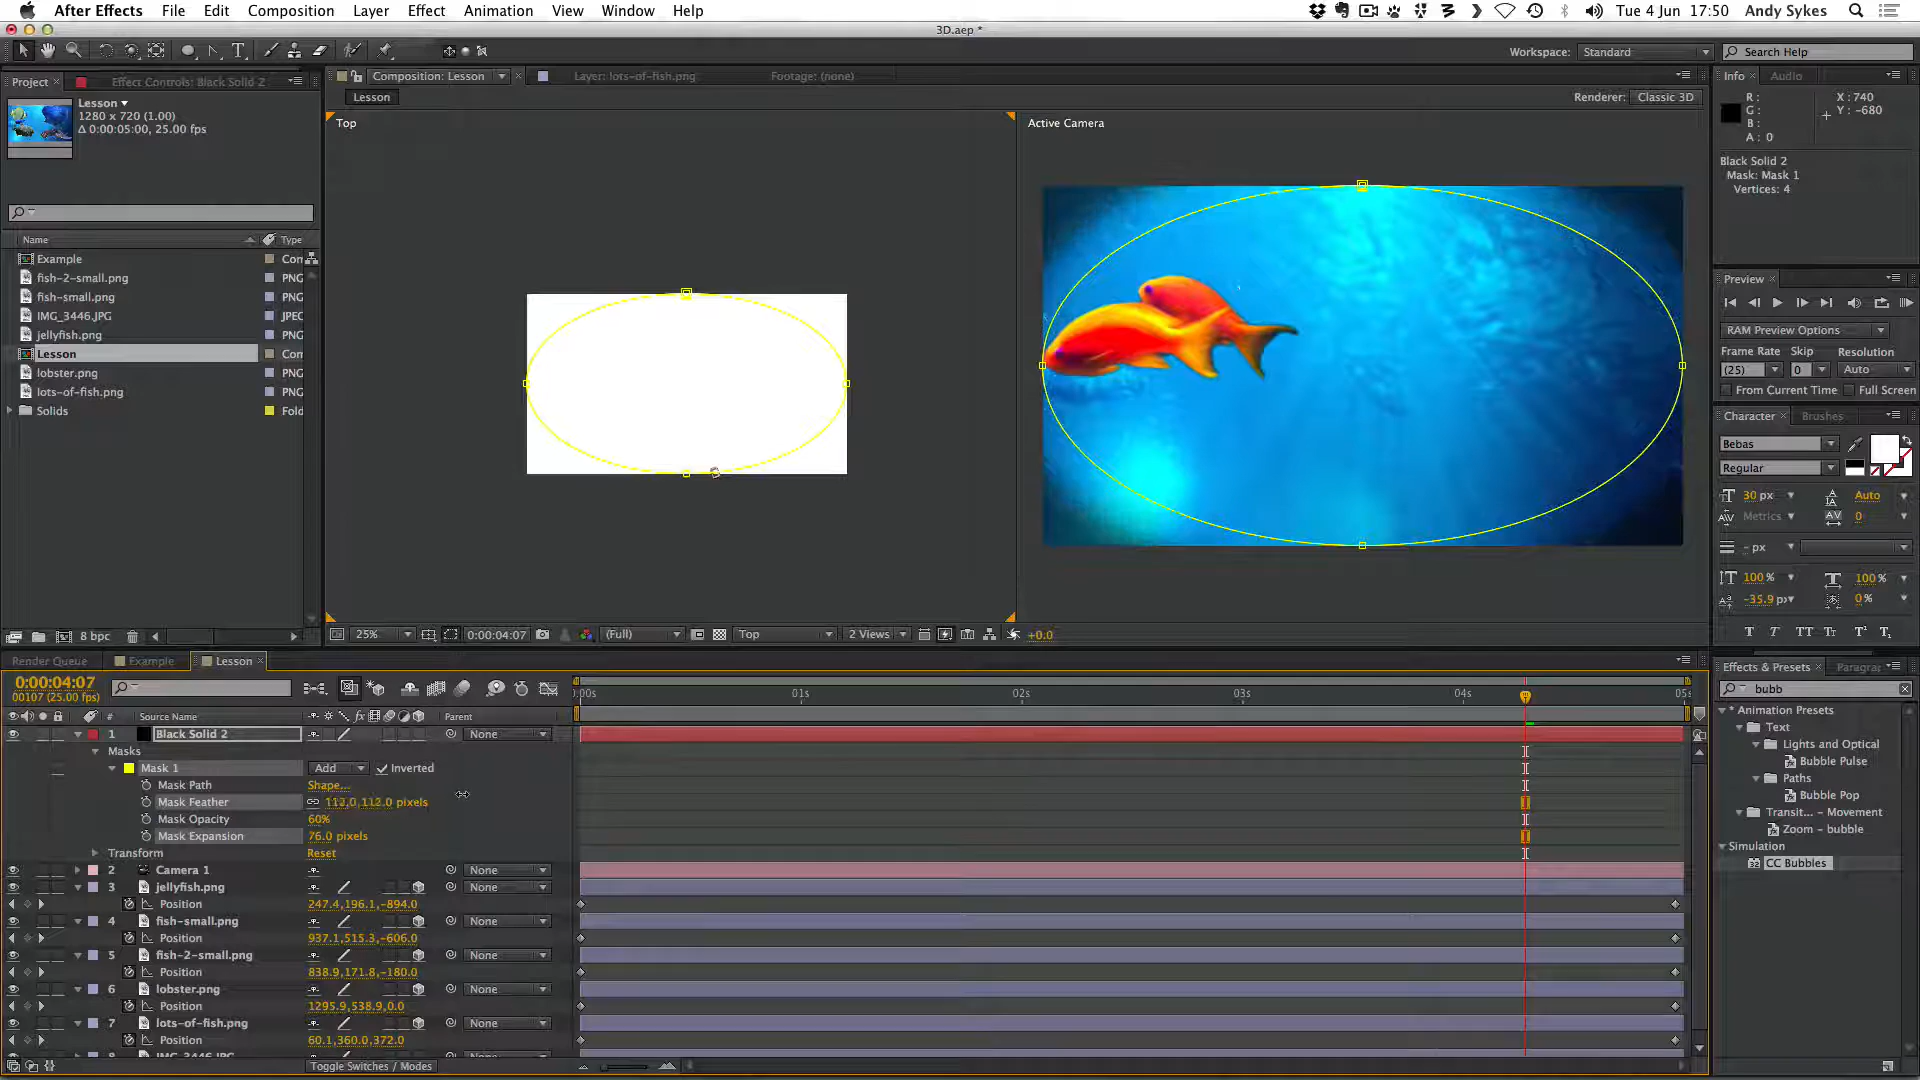 After Effects File Edit Composition Layer Effect Animation View Window Help Tue 4 Jun 17:50 Andy Sykes
3D.aep *
Workspace: Standard Search Help
Project Effect Controls: Black Solid 2
Lesson
1280 x 720 (1.00)
Δ 0:00:05:00, 25.00 fps
Name Type
Example Con
fish-2-small.png PNG
fish-small.png PNG
IMG_3446.JPG JPEG
jellyfish.png PNG
Lesson Con
lobster.png PNG
lots-of-fish.png PNG
Solids Fold
8 bpc
Composition: Lesson Layer: lots-of-fish.png Footage: (none)
Lesson Renderer: Classic 3D
Top Active Camera
25% 0:00:04:07 (Full) Top 2 Views +0.0
Info Audio
R: X: 740
G: Y: -680
B:
A: 0
Black Solid 2
Mask: Mask 1
Vertices: 4
Preview
RAM Preview Options
Frame Rate Skip Resolution
(25) 0 Auto
From Current Time Full Screen
Character Brushes
Bebas
Regular
30 px Auto
Metrics 0
- px
100 % 100 %
-35.9 px 0 %
T T TT Tr T¹ T₁
Render Queue Example Lesson
0:00:04:07
00107 (25.00 fps)
:00s 01s 02s 03s 04s 05s
# Source Name Parent
1 Black Solid 2 None
Masks
Mask 1 Add Inverted
Mask Path Shape...
Mask Feather 112.0,112.0 pixels
Mask Opacity 60%
Mask Expansion 76.0 pixels
Transform Reset
2 Camera 1 None
3 jellyfish.png None
Position 247.4,196.1,-894.0
4 fish-small.png None
Position 937.1,515.3,-606.0
5 fish-2-small.png None
Position 838.9,171.8,-180.0
6 lobster.png None
Position 1295.9,538.9,0.0
7 lots-of-fish.png None
Position 60.1,360.0,372.0
8 IMG_3446.JPG None
Toggle Switches / Modes
Effects & Presets Paragra
bubb
* Animation Presets
Text
Lights and Optical
Bubble Pulse
Paths
Bubble Pop
Transit... - Movement
Zoom - bubble
Simulation
CC Bubbles